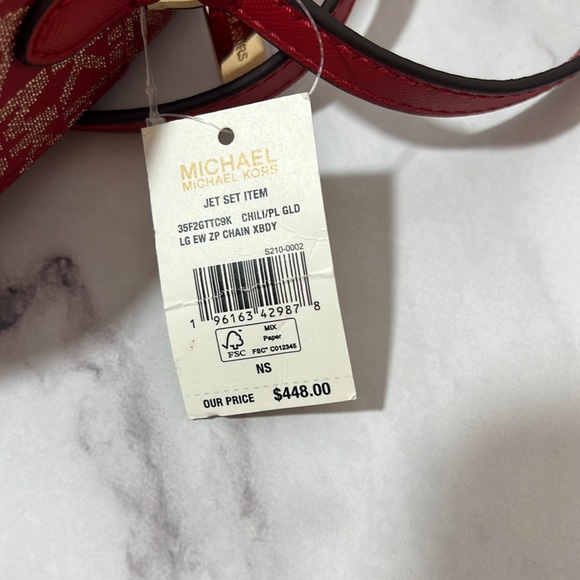 KORS
MICHAEL
MICHAEL KORS
JET SET ITEM
35F2GTTC9K CHILI/PL GLD
LG EW ZP CHAIN XBDY
S210-0002
1 96163 42987 8
FSC
MIX
Paper
FSC® C012345
NS
OUR PRICE $448.00